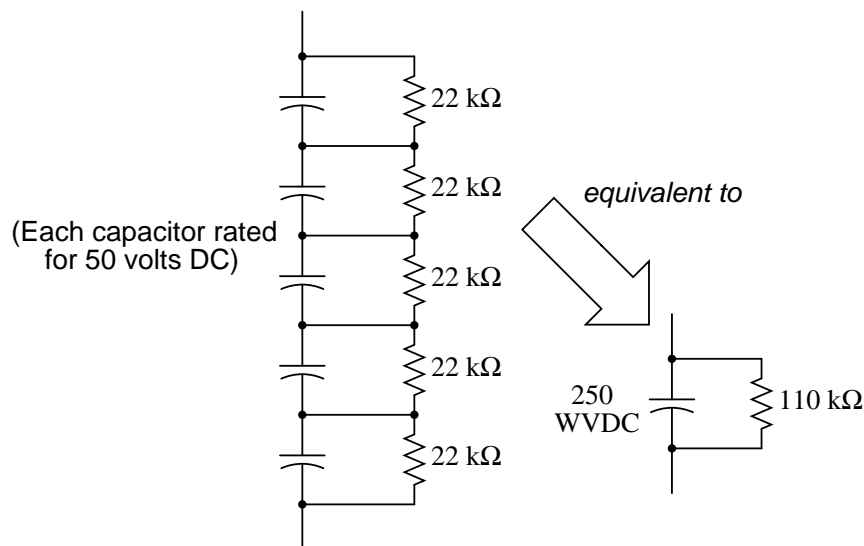 22 kΩ
22 kΩ
(Each capacitor rated
for 50 volts DC)
22 kΩ
22 kΩ
22 kΩ
equivalent to
250
WVDC
110 kΩ